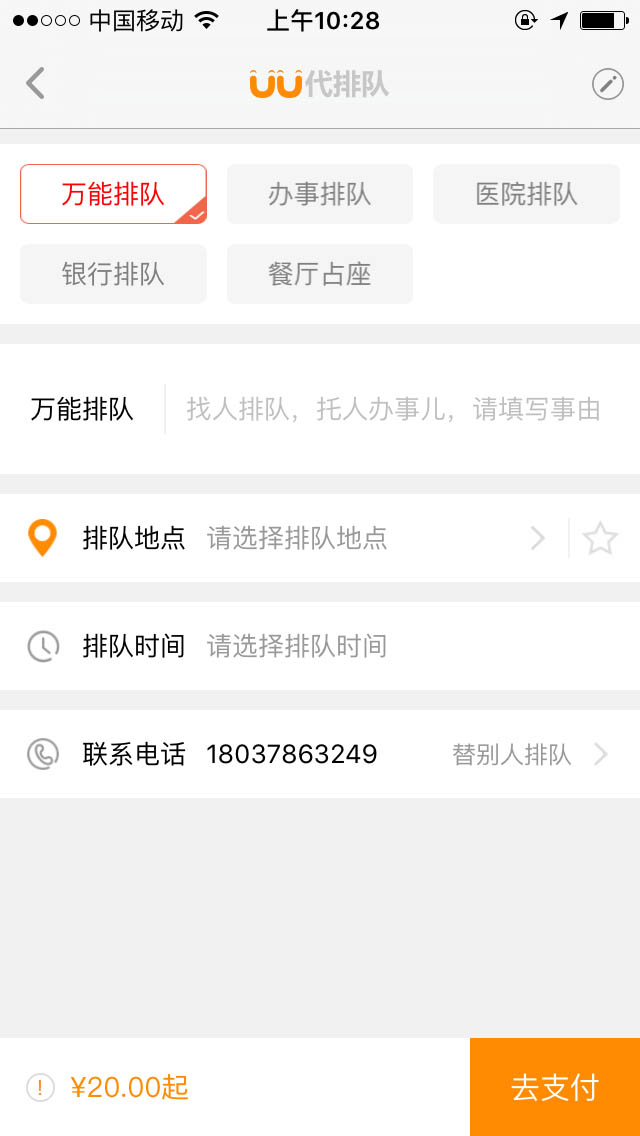 中国移动 上午10:28
UU代排队
万能排队 办事排队 医院排队
银行排队 餐厅占座
万能排队 找人排队，托人办事儿，请填写事由
排队地点 请选择排队地点
排队时间 请选择排队时间
联系电话 18037863249 替别人排队
¥20.00起 去支付